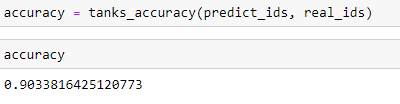 accuracy = tanks_accuracy(predict_ids, real_ids)
accuracy
0.9033816425120773